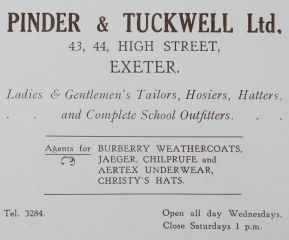 PINDER & TUCKWELL Ltd.
43, 44, HIGH STREET,
EXETER.
Ladies & Gentlemen's Tailors, Hosiers, Hatters,
. . and Complete School Outfitters. . .
Agents for BURBERRY WEATHERCOATS,
JAEGER, CHILPRUFE and
AERTEX UNDERWEAR,
CHRISTY'S HATS.
Tel. 3284. Open all day Wednesdays,
Close Saturdays 1 p.m.